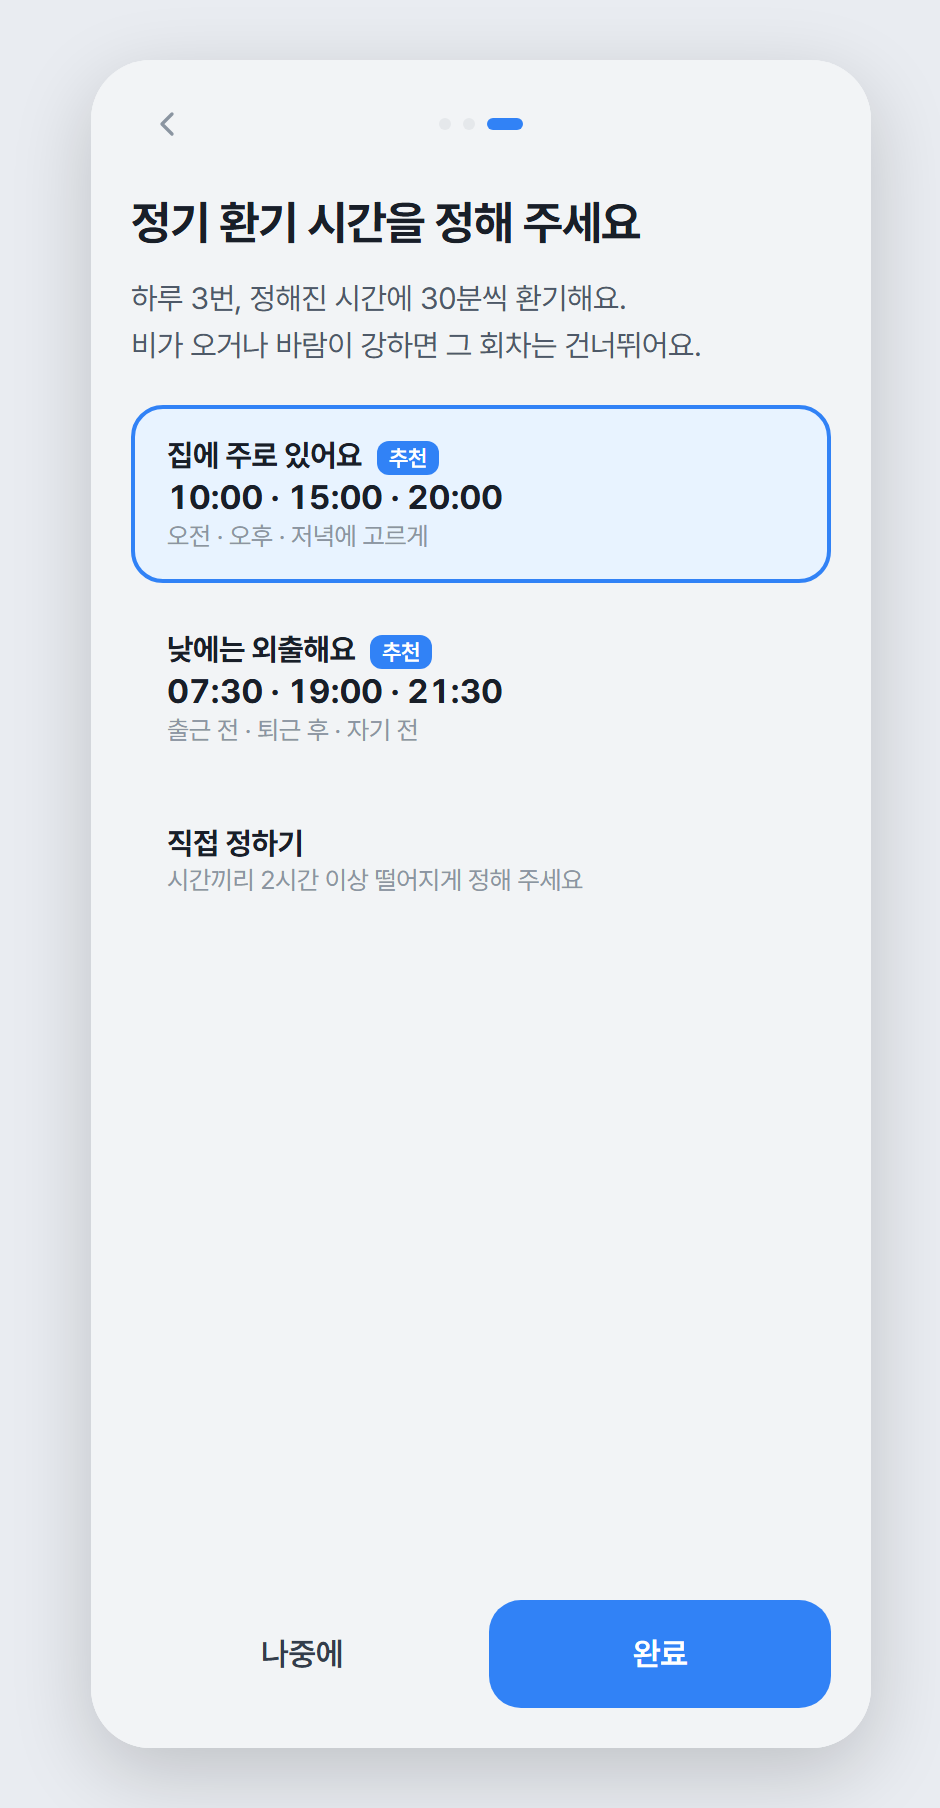 정기 환기 시간을 정해 주세요
하루 3번, 정해진 시간에 30분씩 환기해요.
비가 오거나 바람이 강하면 그 회차는 건너뛰어요.
집에 주로 있어요 추천
10:00 · 15:00 · 20:00
오전 · 오후 · 저녁에 고르게
낮에는 외출해요 추천
07:30 · 19:00 · 21:30
출근 전 · 퇴근 후 · 자기 전
직접 정하기
시간끼리 2시간 이상 떨어지게 정해 주세요
나중에 완료